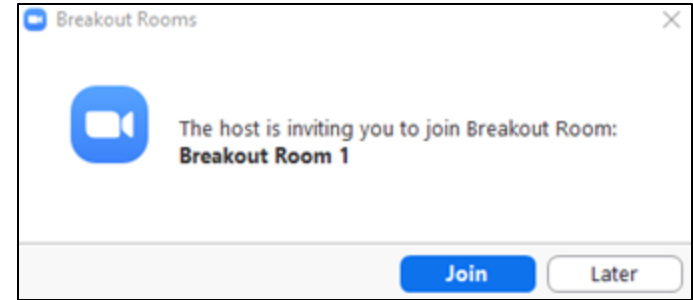 Breakout Rooms
The host is inviting you to join Breakout Room:
Breakout Room 1
Join
Later